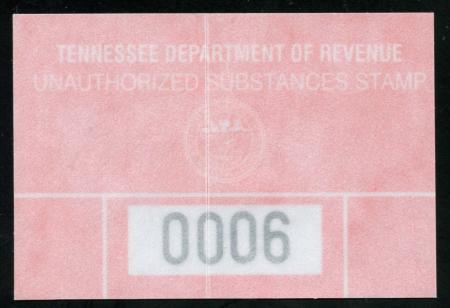 TENNESSEE DEPARTMENT OF REVENUE
UNAUTHORIZED SUBSTANCES STAMP
0006